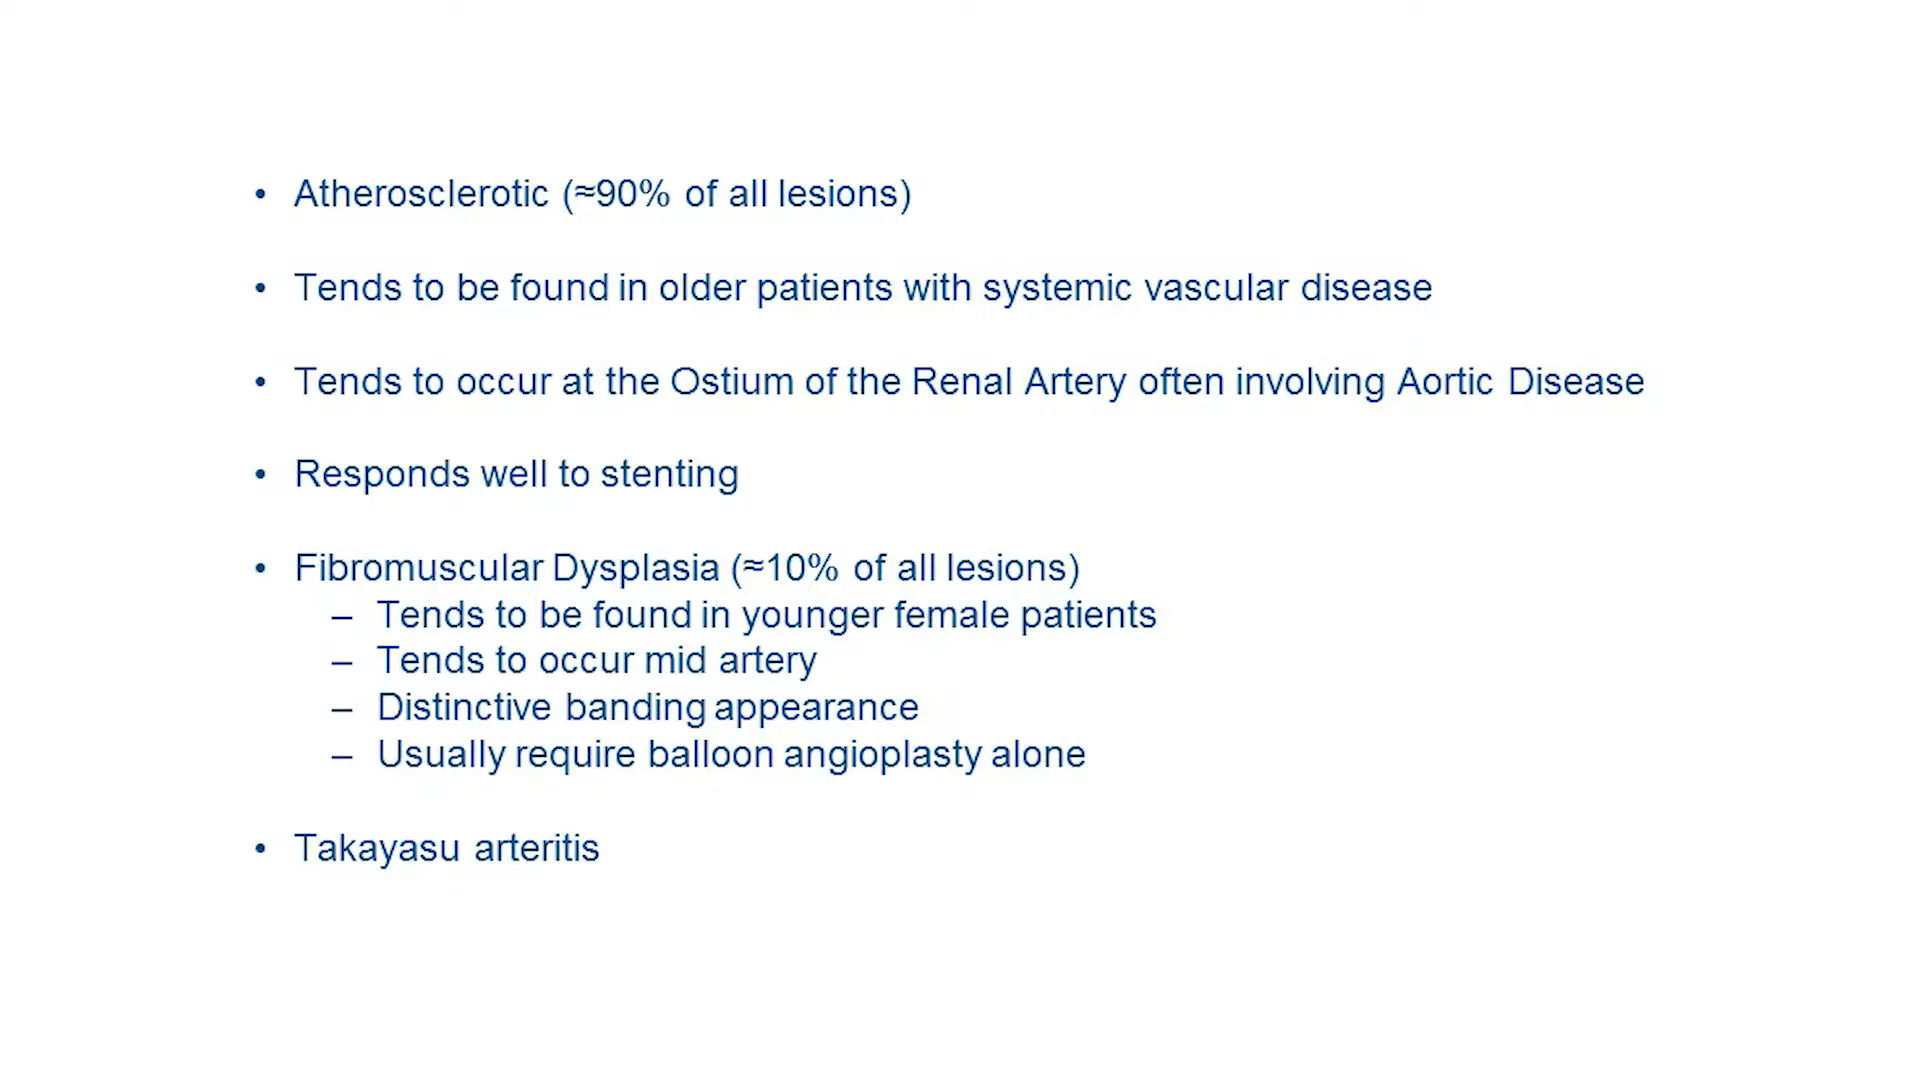 • Atherosclerotic (≈90% of all lesions)
• Tends to be found in older patients with systemic vascular disease
• Tends to occur at the Ostium of the Renal Artery often involving Aortic Disease
• Responds well to stenting
• Fibromuscular Dysplasia (≈10% of all lesions)
– Tends to be found in younger female patients
– Tends to occur mid artery
– Distinctive banding appearance
– Usually require balloon angioplasty alone
• Takayasu arteritis